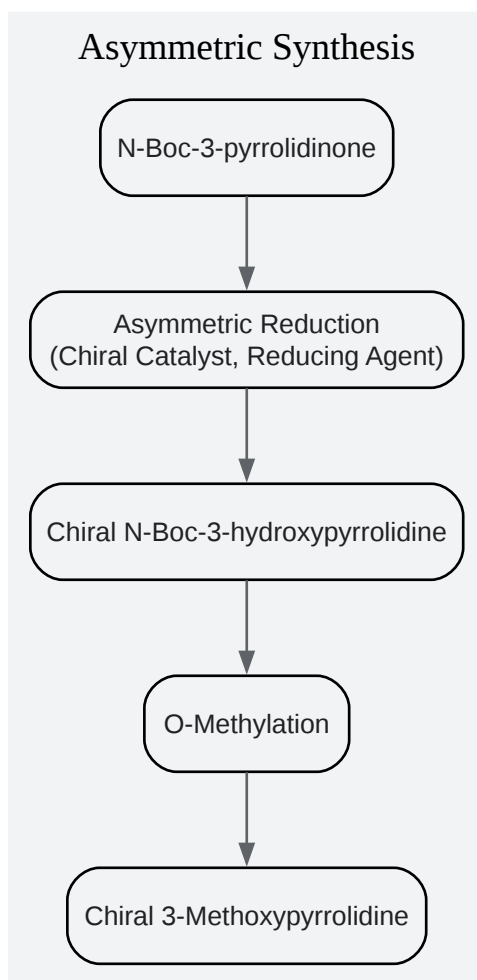 Asymmetric Synthesis
N-Boc-3-pyrrolidinone
Asymmetric Reduction
(Chiral Catalyst, Reducing Agent)
Chiral N-Boc-3-hydroxypyrrolidine
O-Methylation
Chiral 3-Methoxypyrrolidine